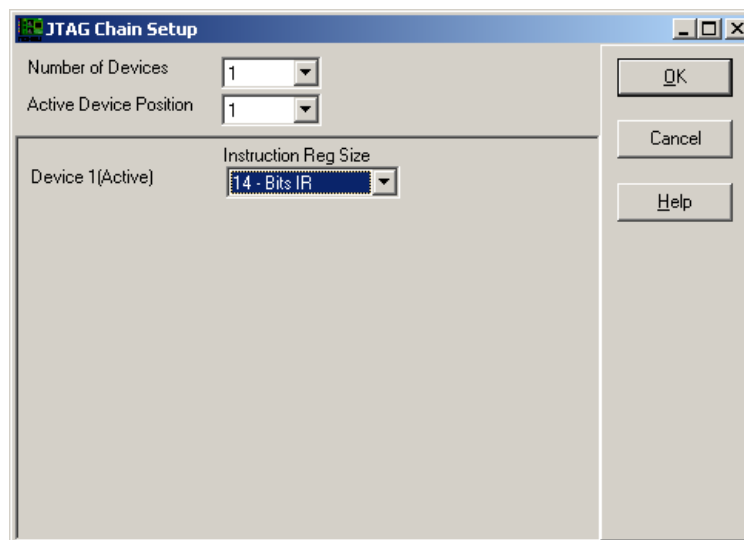 JTAG Chain Setup
Number of Devices
1
Active Device Position
1
Instruction Reg Size
Device 1(Active)
14 - Bits IR
OK
Cancel
Help